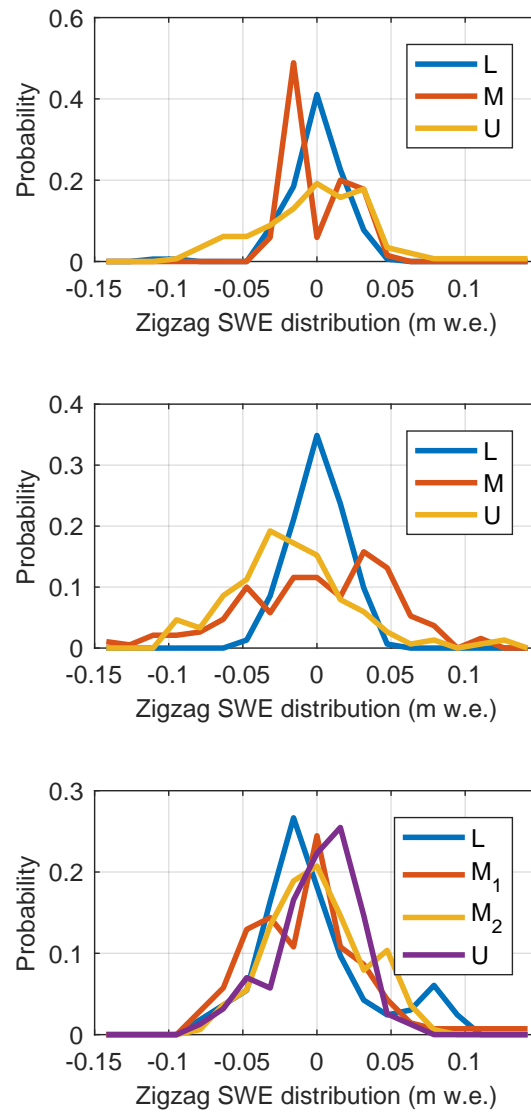 0.6
0.4
0.2
0
Probability
L
M
U
-0.15 -0.1 -0.05 0 0.05 0.1
Zigzag SWE distribution (m w.e.)
0.4
0.3
0.2
0.1
0
Probability
L
M
U
-0.15 -0.1 -0.05 0 0.05 0.1
Zigzag SWE distribution (m w.e.)
0.3
0.2
0.1
0
Probability
L
M1
M2
U
-0.15 -0.1 -0.05 0 0.05 0.1
Zigzag SWE distribution (m w.e.)